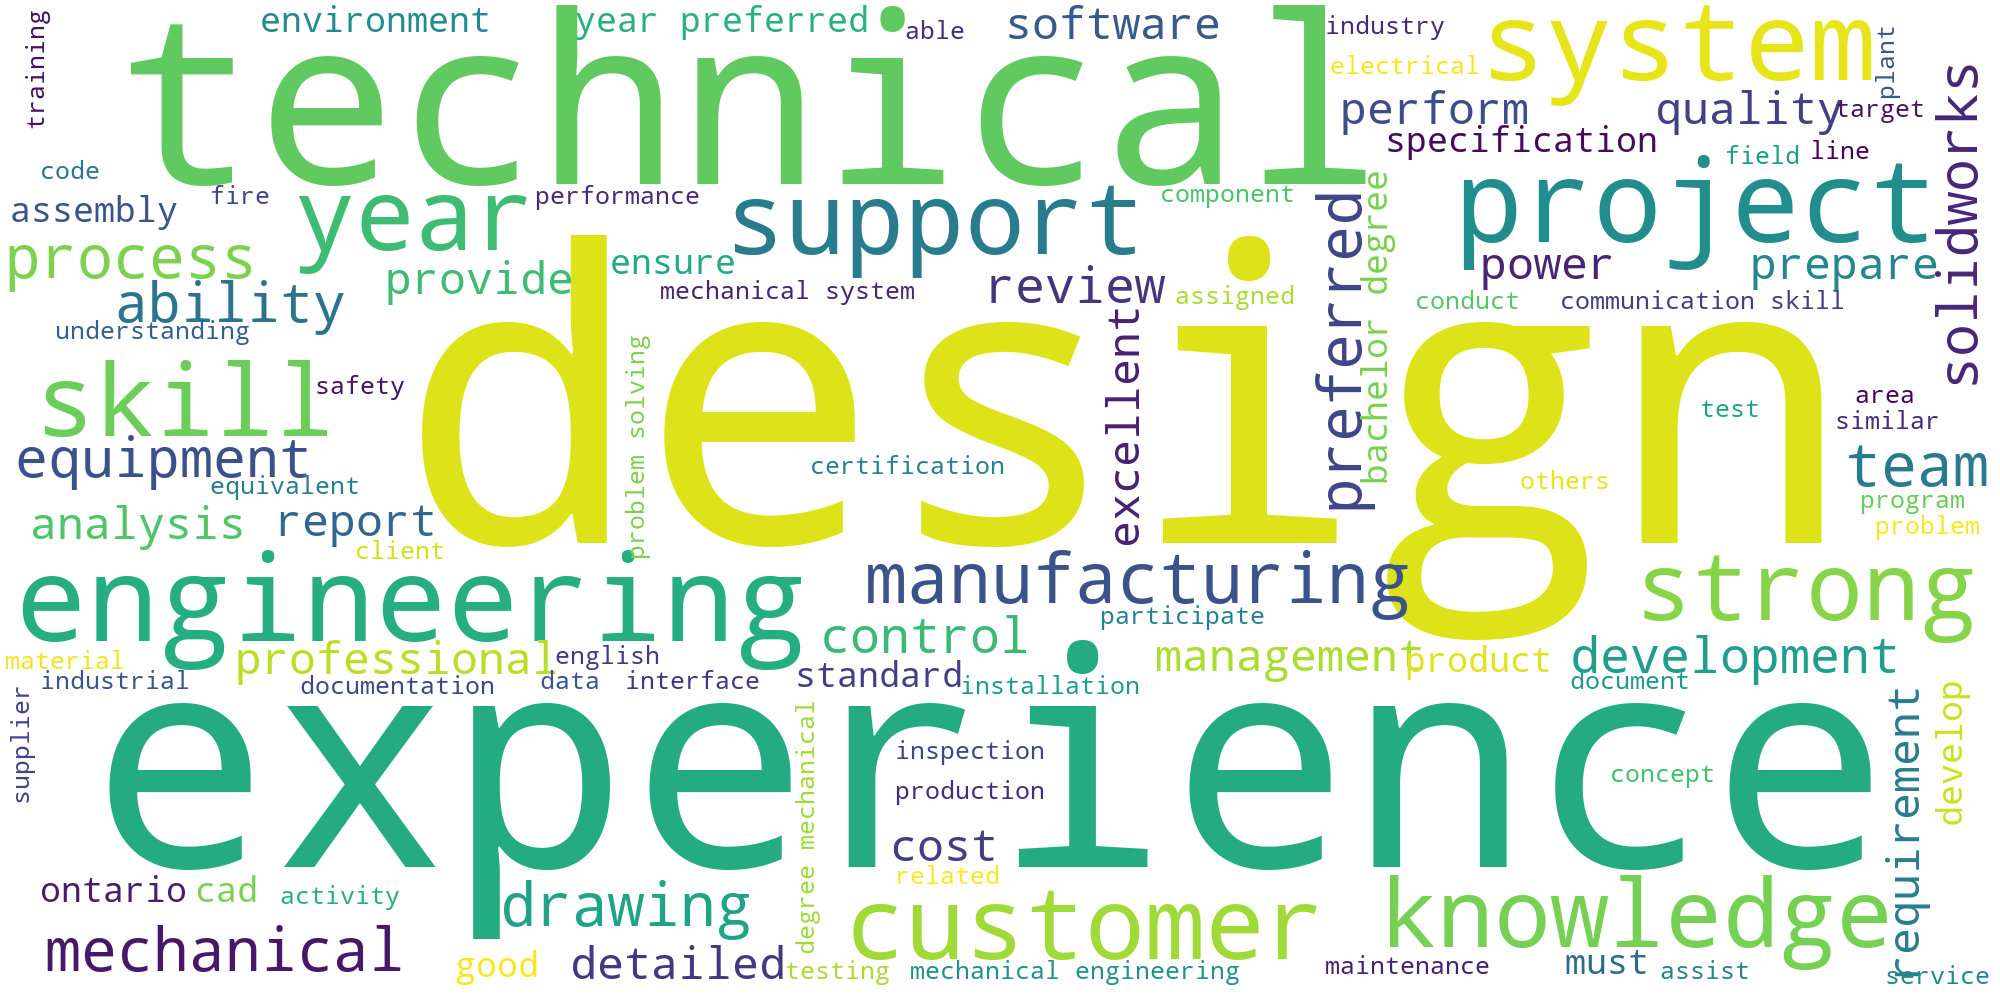 training
environment
year preferred
able
software
industry
system
plant
technical
electrical
solidworks
perform
quality
target
specification
code
field
line
assembly
fire
year
performance
support
component
preferred
bachelor degree
project
process
provide
ensure
mechanical system
review
assigned
power
prepare
ability
conduct
communication skill
understanding
design
excellent
problem solving
skill
safety
test
area
similar
equipment
equivalent
certification
others
team
program
problem
analysis
report
client
engineering
manufacturing
strong
participate
control
material
professional
english
management
product
development
industrial
documentation
data
interface
standard
installation
document
supplier
experience
degree mechanical
inspection
production
concept
requirement
develop
cost
related
ontario
cad
activity
drawing
customer
knowledge
mechanical
good
detailed
testing
mechanical engineering
maintenance
must
assist
service